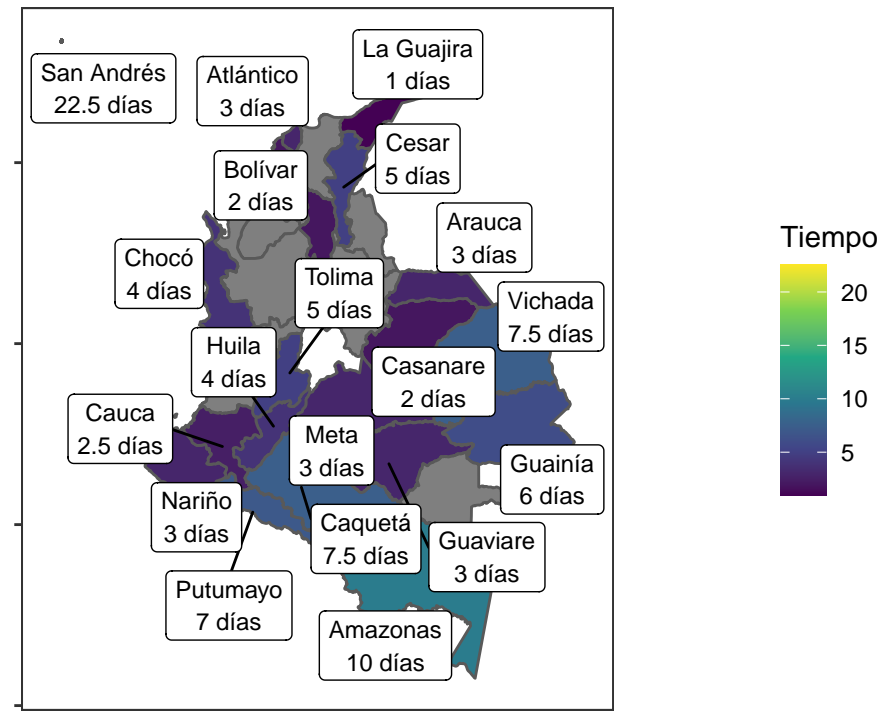 La Guajira
1 días
San Andrés
22.5 días
Atlántico
3 días
Cesar
5 días
Bolívar
2 días
Arauca
3 días
Chocó
4 días
Tolima
5 días
Vichada
7.5 días
Huila
4 días
Casanare
2 días
Cauca
2.5 días
Meta
3 días
Guainía
6 días
Nariño
3 días
Caquetá
7.5 días
Guaviare
3 días
Putumayo
7 días
Amazonas
10 días
Tiempo
20
15
10
5